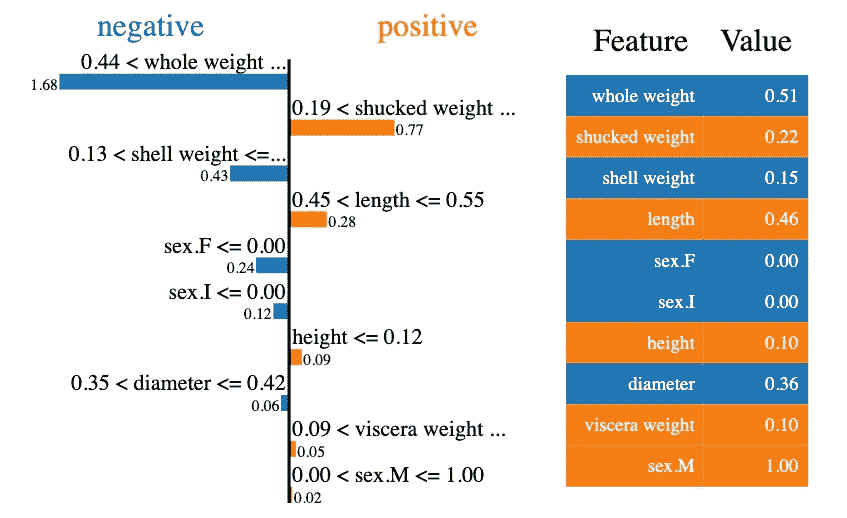 negative
positive
0.44 < whole weight ...
1.68
0.19 < shucked weight ...
0.77
0.13 < shell weight <=...
0.43
0.45 < length <= 0.55
0.28
sex.F <= 0.00
0.24
sex.I <= 0.00
0.12
height <= 0.12
0.09
0.35 < diameter <= 0.42
0.06
0.09 < viscera weight ...
0.05
0.00 < sex.M <= 1.00
0.02
Feature Value
whole weight 0.51
shucked weight 0.22
shell weight 0.15
length 0.46
sex.F 0.00
sex.I 0.00
height 0.10
diameter 0.36
viscera weight 0.10
sex.M 1.00